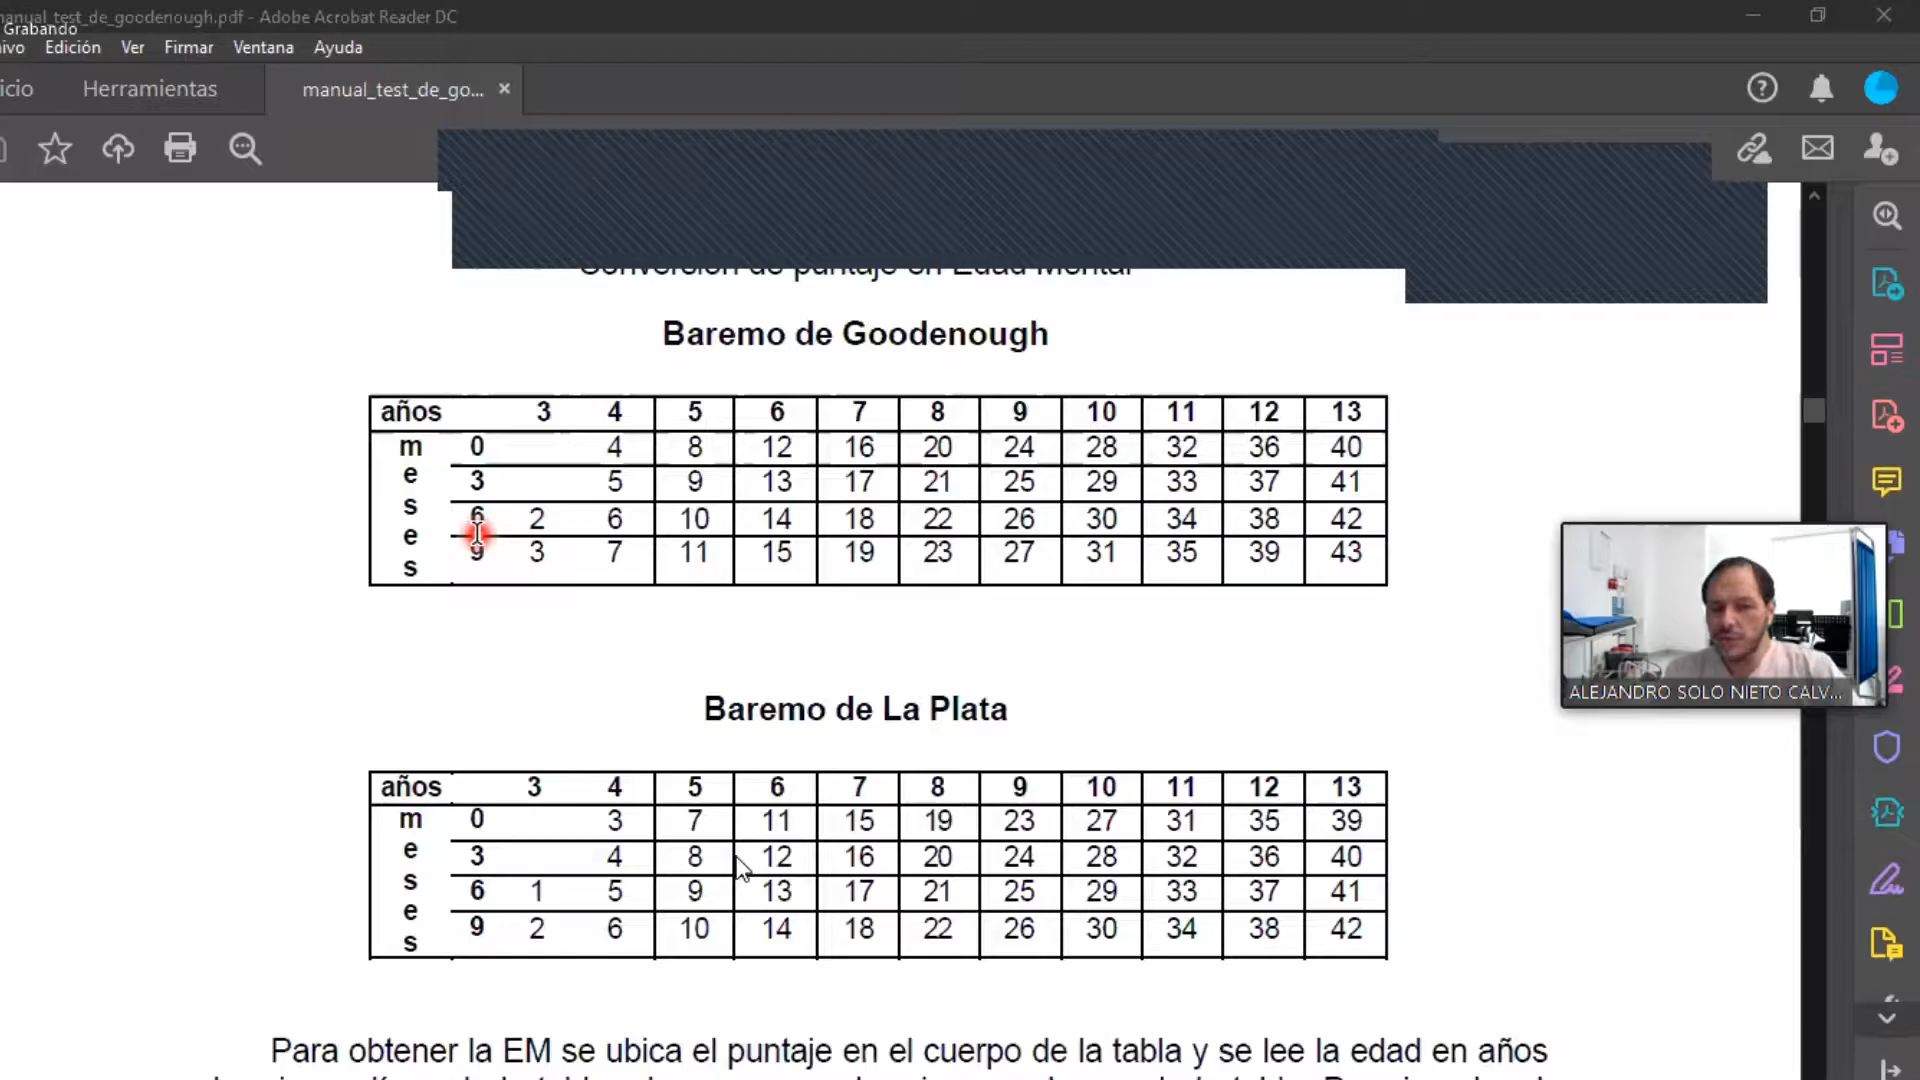 manual_test_de_goodenough.pdf - Adobe Acrobat Reader DC
Grabando
ivo Edición Ver Firmar Ventana Ayuda
icio Herramientas manual_test_de_go... ×
Conversión de puntaje en Edad Mental
Baremo de Goodenough
años 3 4 5 6 7 8 9 10 11 12 13
m 0 4 8 12 16 20 24 28 32 36 40
e 3 5 9 13 17 21 25 29 33 37 41
s 6 2 6 10 14 18 22 26 30 34 38 42
e 9 3 7 11 15 19 23 27 31 35 39 43
s
ALEJANDRO SOLO NIETO CALV...
Baremo de La Plata
años 3 4 5 6 7 8 9 10 11 12 13
m 0 3 7 11 15 19 23 27 31 35 39
e 3 4 8 12 16 20 24 28 32 36 40
s 6 1 5 9 13 17 21 25 29 33 37 41
e 9 2 6 10 14 18 22 26 30 34 38 42
s
Para obtener la EM se ubica el puntaje en el cuerpo de la tabla y se lee la edad en años